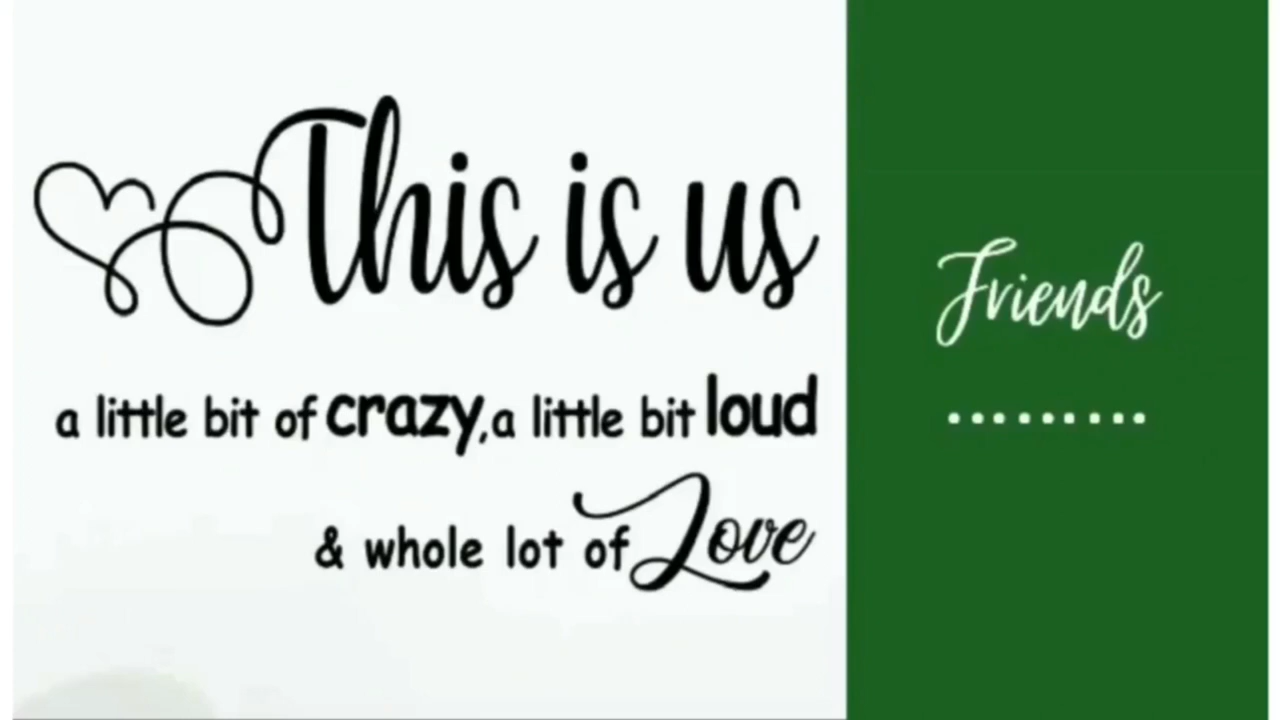 This is us
a little bit of crazy,a little bit loud
& whole lot of Love
Friends
.........